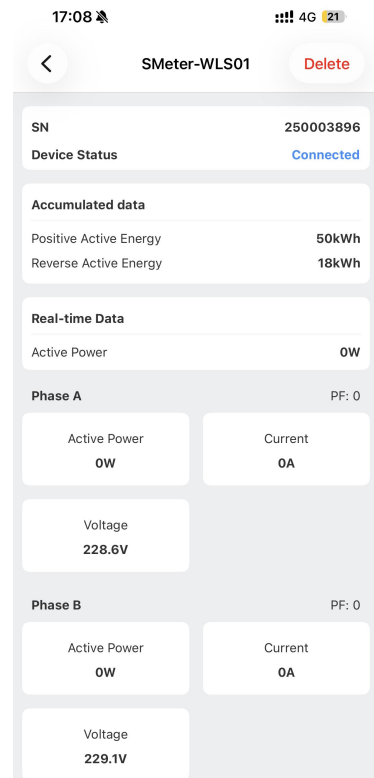 17:08 4G 21
SMeter-WLS01 Delete
SN 250003896
Device Status Connected
Accumulated data
Positive Active Energy 50kWh
Reverse Active Energy 18kWh
Real-time Data
Active Power 0W
Phase A PF: 0
Active Power Current
0W 0A
Voltage
228.6V
Phase B PF: 0
Active Power Current
0W 0A
Voltage
229.1V